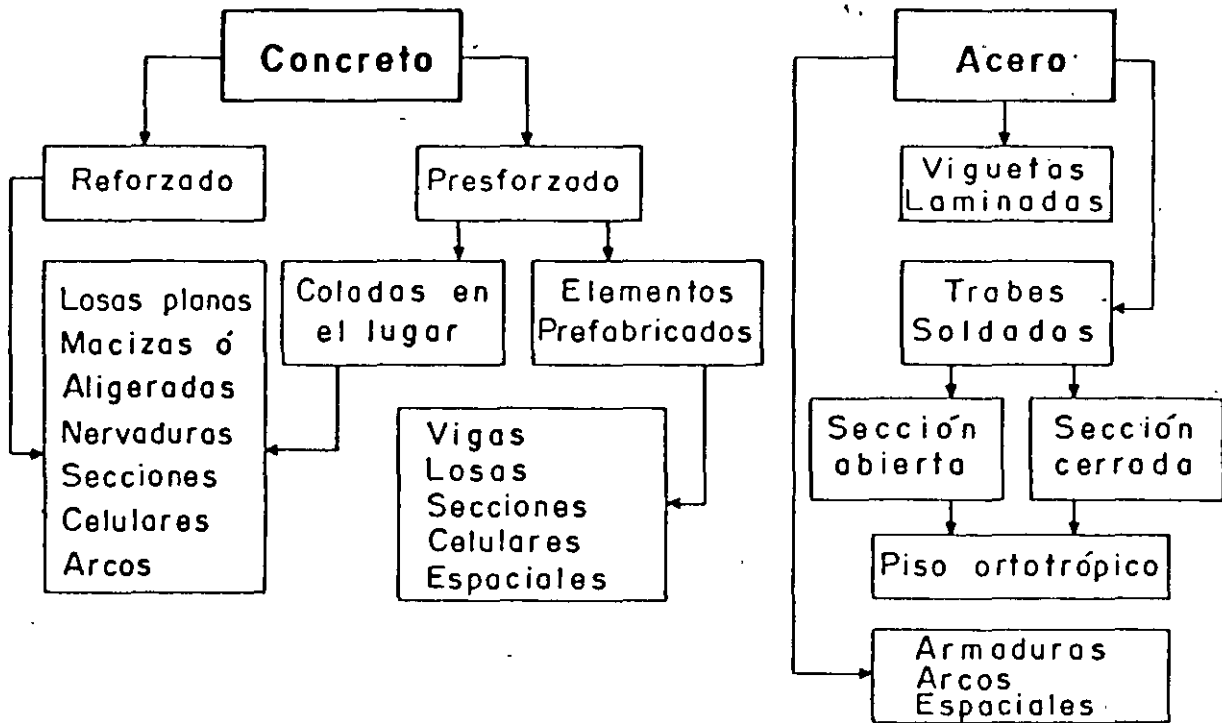 Concreto
Reforzado
Presforzado
Losas planas
Macizas ó
Aligeradas
Nervaduras
Secciones
Celulares
Arcos
Coladas en
el lugar
Elementos
Prefabricados
Vigas
Losas
Secciones
Celulares
Espaciales
Acero
Viguetas
Laminadas
Trabes
Soldadas
Sección
abierta
Sección
cerrada
Piso ortotrópico
Armaduras
Arcos
Espaciales